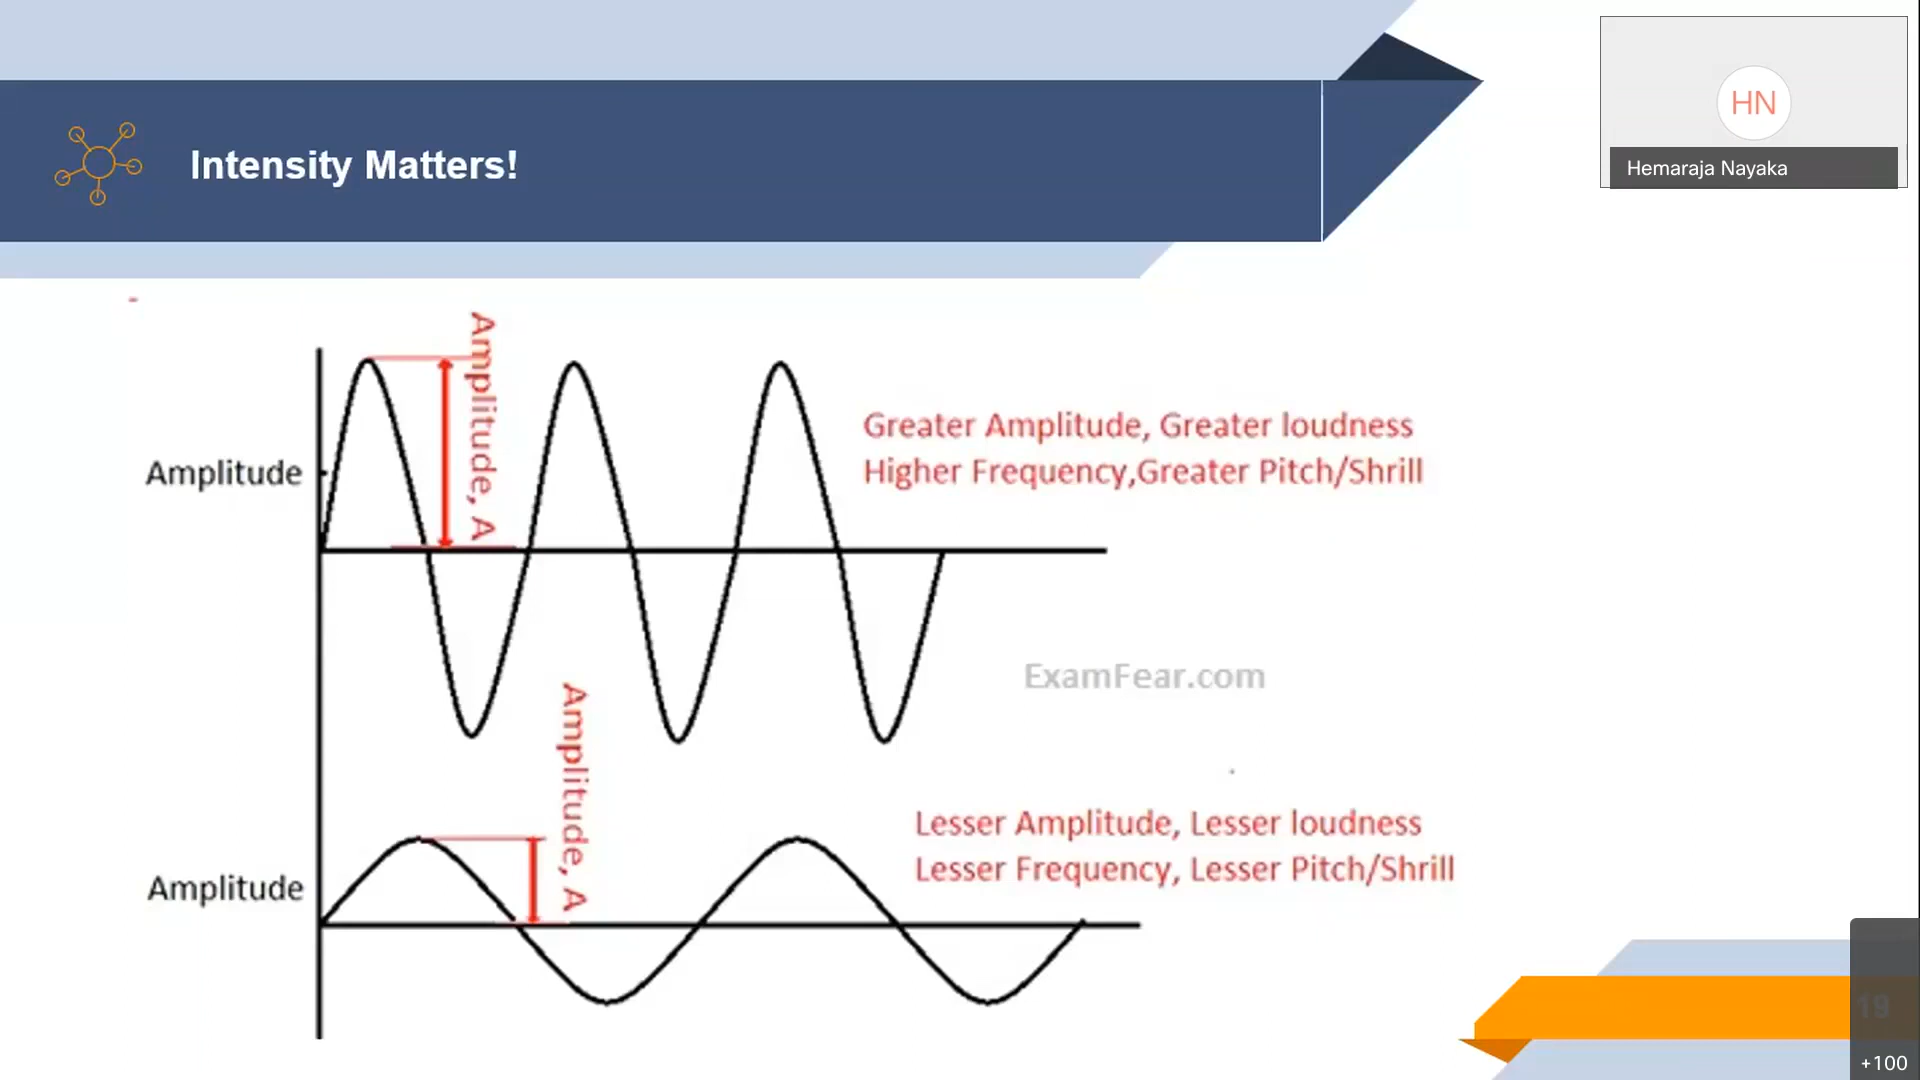 Intensity Matters!
HN
Hemaraja Nayaka
Amplitude, A
Amplitude
Greater Amplitude, Greater loudness
Higher Frequency,Greater Pitch/Shrill
ExamFear.com
Amplitude, A
Amplitude
Lesser Amplitude, Lesser loudness
Lesser Frequency, Lesser Pitch/Shrill
19
+100